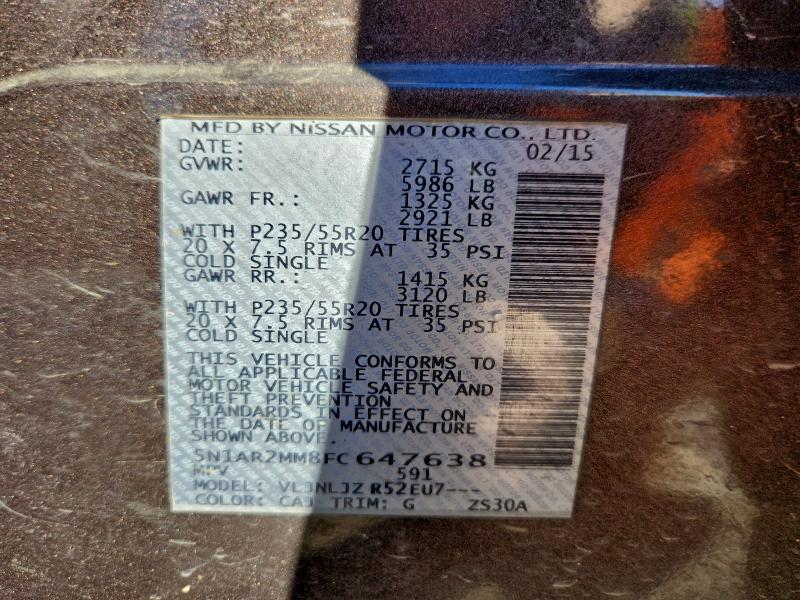 MFD BY NISSAN MOTOR CO., LTD.
DATE: 02/15
GVWR: 2715 KG
5986 LB
GAWR FR.: 1325 KG
2921 LB
WITH P235/55R20 TIRES
20 X 7.5 RIMS AT 35 PSI
COLD SINGLE
GAWR RR.: 1415 KG
3120 LB
WITH P235/55R20 TIRES
20 X 7.5 RIMS AT 35 PSI
COLD SINGLE
THIS VEHICLE CONFORMS TO
ALL APPLICABLE FEDERAL
MOTOR VEHICLE SAFETY AND
THEFT PREVENTION
STANDARDS IN EFFECT ON
THE DATE OF MANUFACTURE
SHOWN ABOVE.
5N1AR2MM8FC647638
MPV 591
MODEL: VLJNLJZ R52EU7---
COLOR: CAJ TRIM: G ZS30A